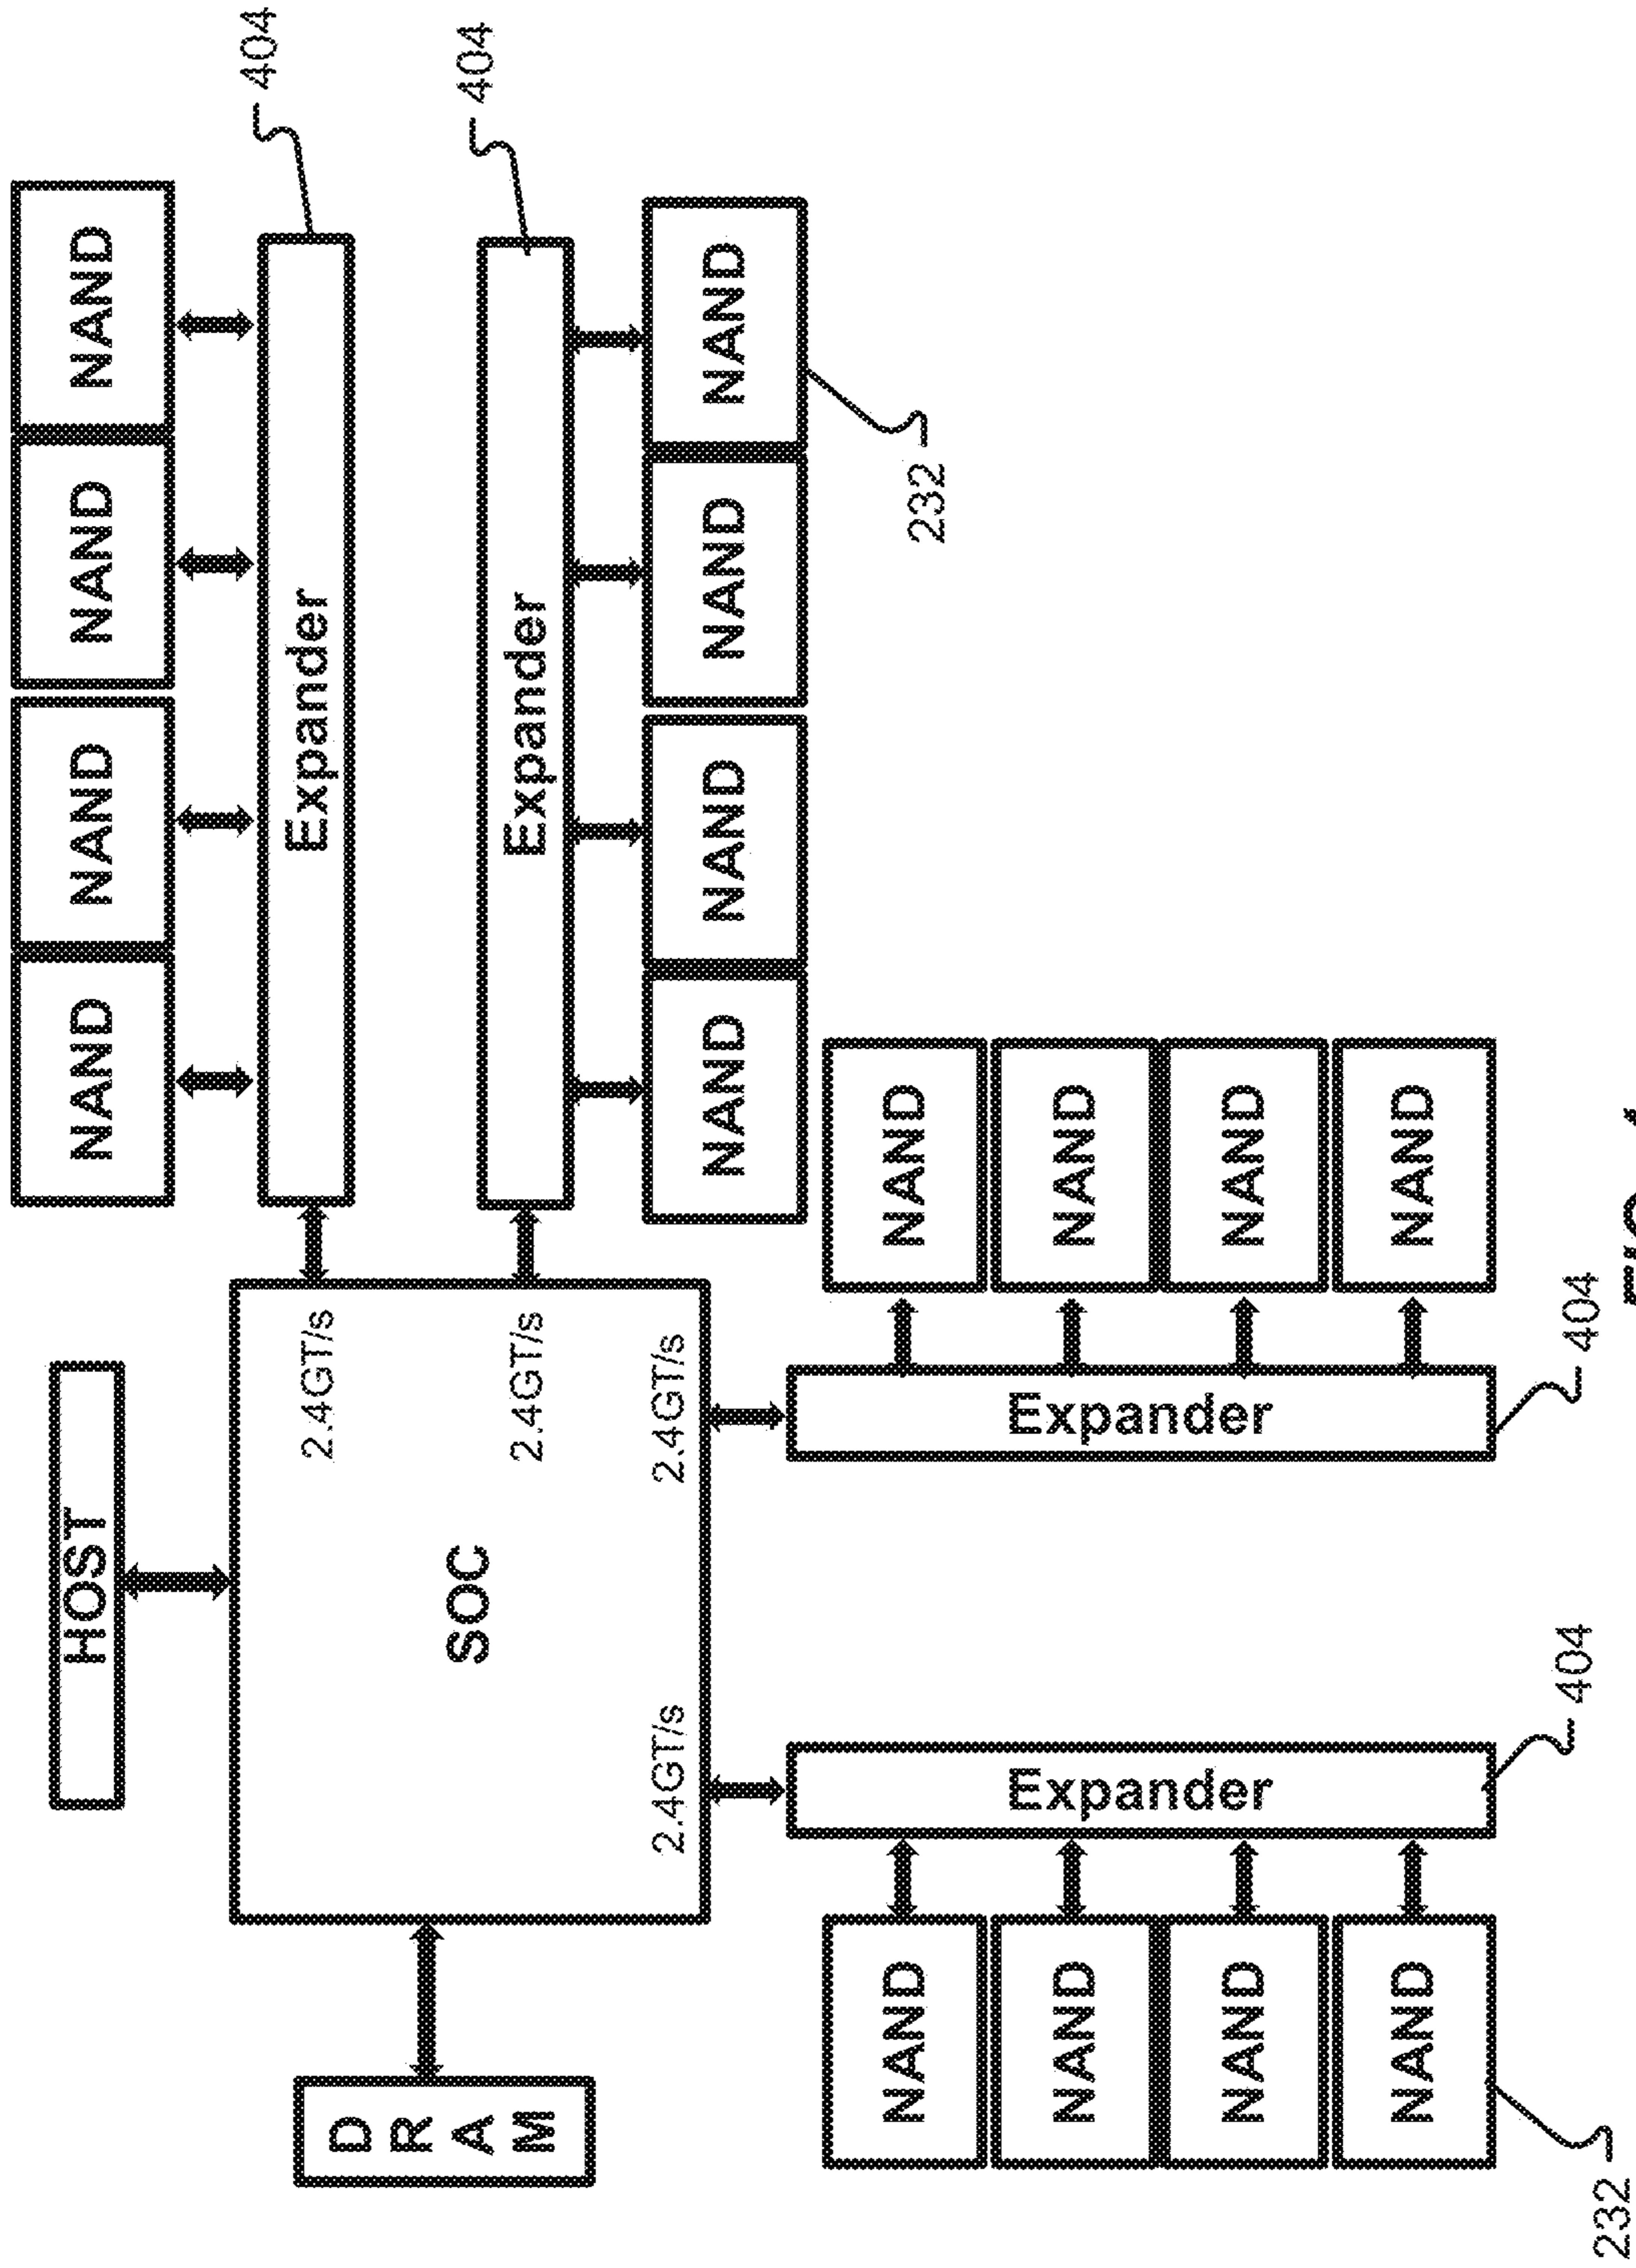 HOST
NAND
NAND
NAND
NAND
404
Expander
2.4GT/s
D
R
A
M
SOC
404
Expander
2.4GT/s
2.4GT/s
2.4GT/s
NAND
NAND
NAND
NAND
232
NAND
NAND
NAND
NAND
Expander
Expander
NAND
NAND
NAND
NAND
232
404
404